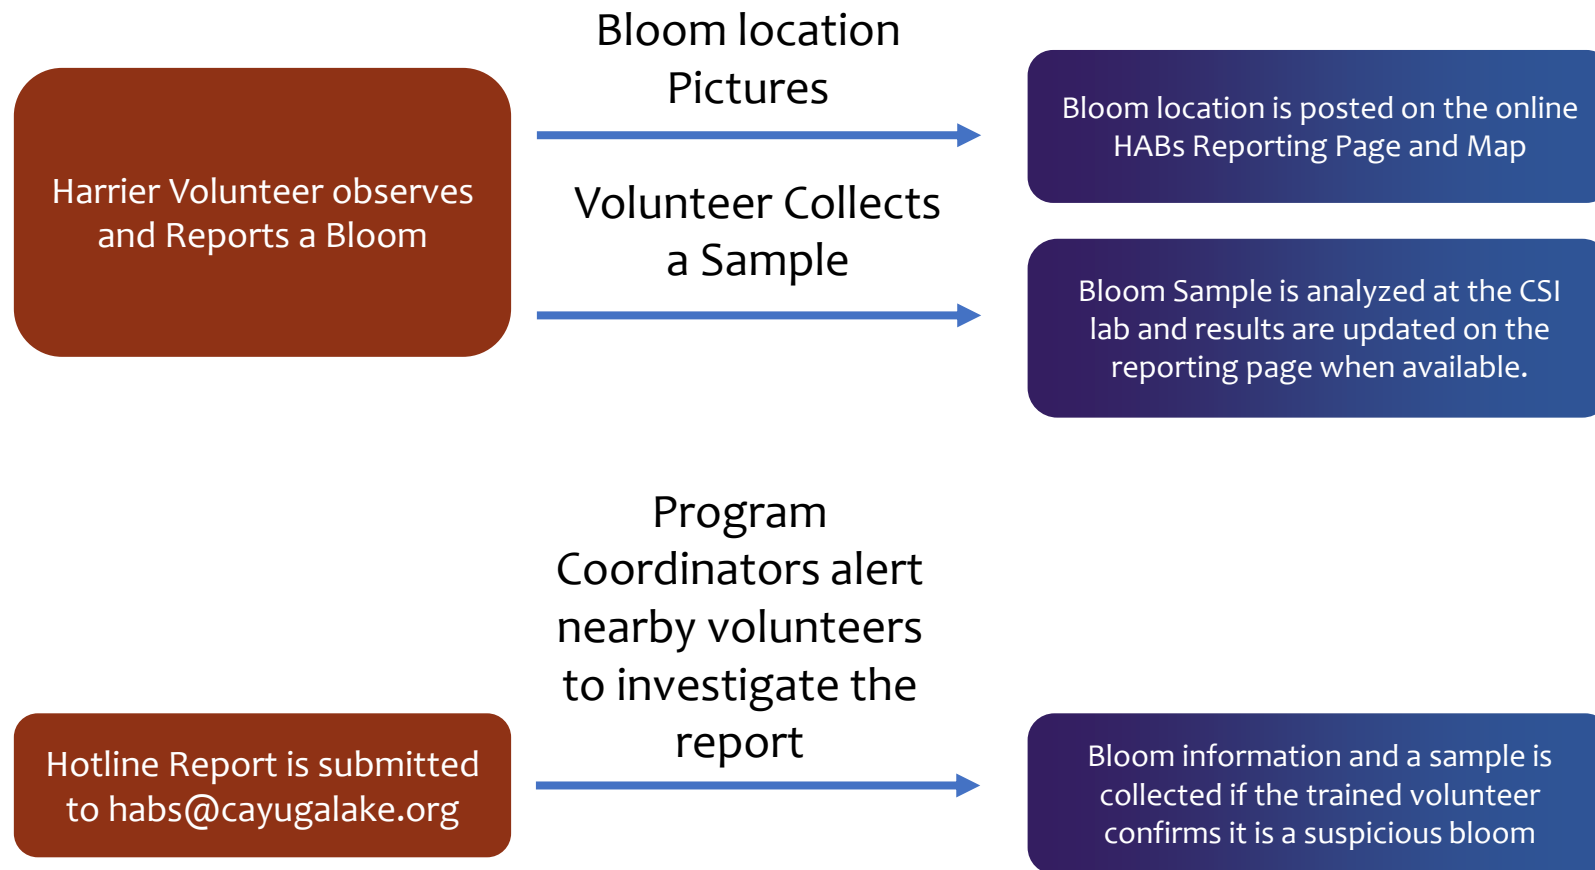 Harrier Volunteer observes
and Reports a Bloom
Bloom location
Pictures
Bloom location is posted on the online
HABs Reporting Page and Map
Volunteer Collects
a Sample
Bloom Sample is analyzed at the CSI
lab and results are updated on the
reporting page when available.
Hotline Report is submitted
to habs@cayugalake.org
Program
Coordinators alert
nearby volunteers
to investigate the
report
Bloom information and a sample is
collected if the trained volunteer
confirms it is a suspicious bloom